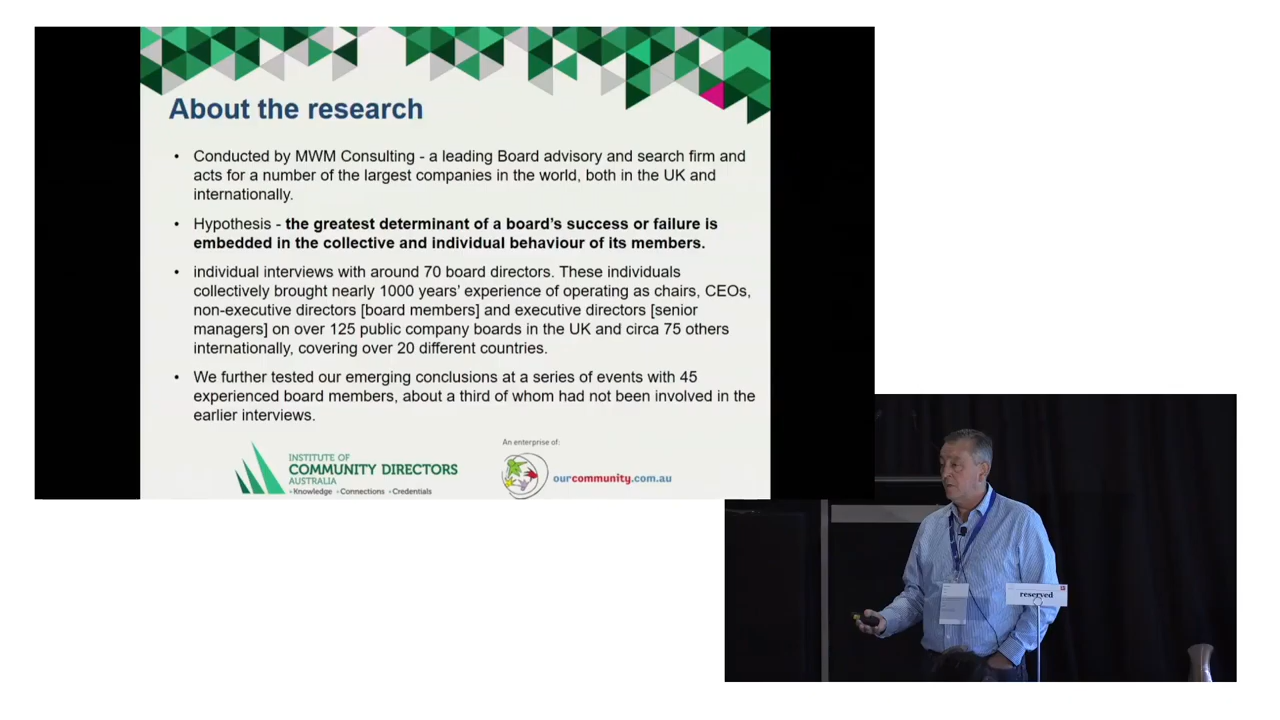 About the research
• Conducted by MWM Consulting - a leading Board advisory and search firm and
acts for a number of the largest companies in the world, both in the UK and
internationally.
• Hypothesis - the greatest determinant of a board's success or failure is
embedded in the collective and individual behaviour of its members.
• individual interviews with around 70 board directors. These individuals
collectively brought nearly 1000 years' experience of operating as chairs, CEOs,
non-executive directors [board members] and executive directors [senior
managers] on over 125 public company boards in the UK and circa 75 others
internationally, covering over 20 different countries.
• We further tested our emerging conclusions at a series of events with 45
experienced board members, about a third of whom had not been involved in the
earlier interviews.
INSTITUTE OF
COMMUNITY DIRECTORS
AUSTRALIA
• Knowledge • Connections • Credentials
An enterprise of:
ourcommunity.com.au
reserved